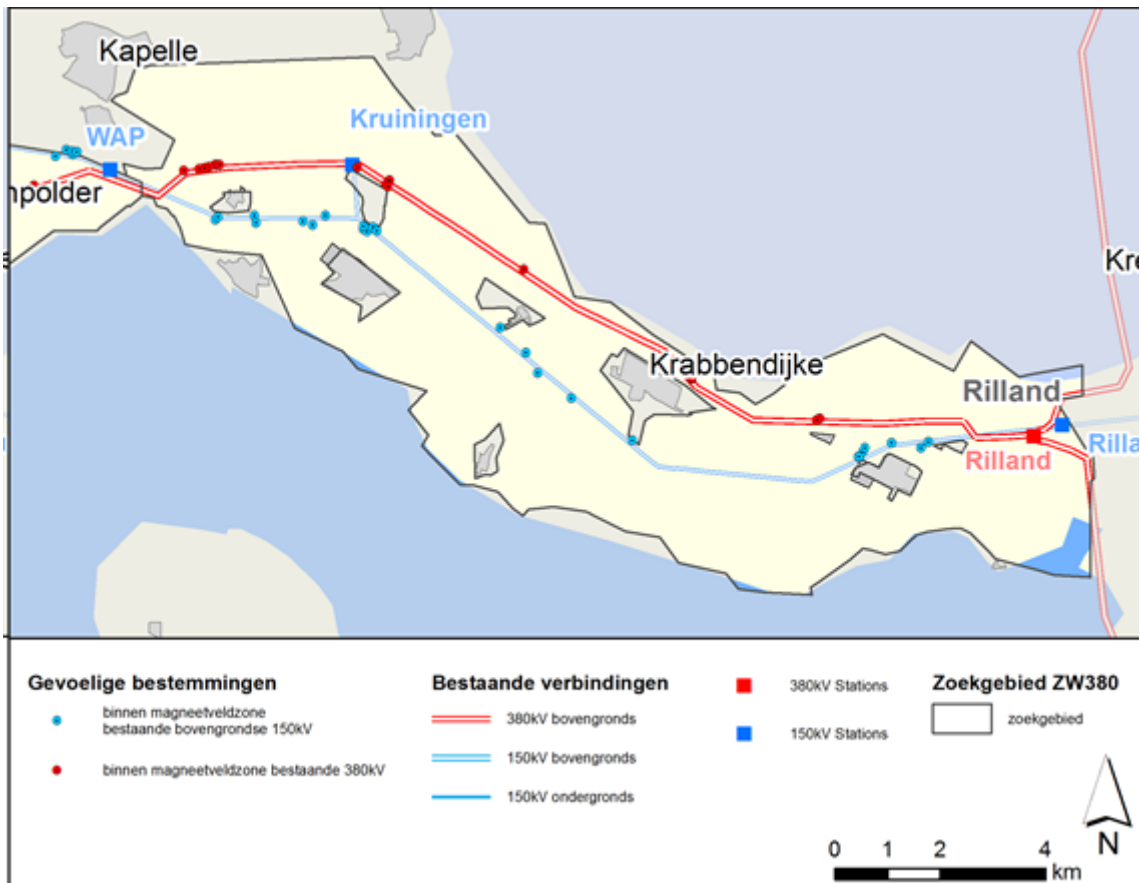 Kapelle
WAP
Kruiningen
npolder
Kre
Krabbendijke
Rilland
Rilland
Rilla
Gevoelige bestemmingen
binnen magneetveldzone
bestaande bovengrondse 150kV
binnen magneetveldzone bestaande 380kV
Bestaande verbindingen
380kV bovengronds
150kV bovengronds
150kV ondergronds
380kV Stations
150kV Stations
Zoekgebied ZW380
zoekgebied
N
0 1 2 4
km